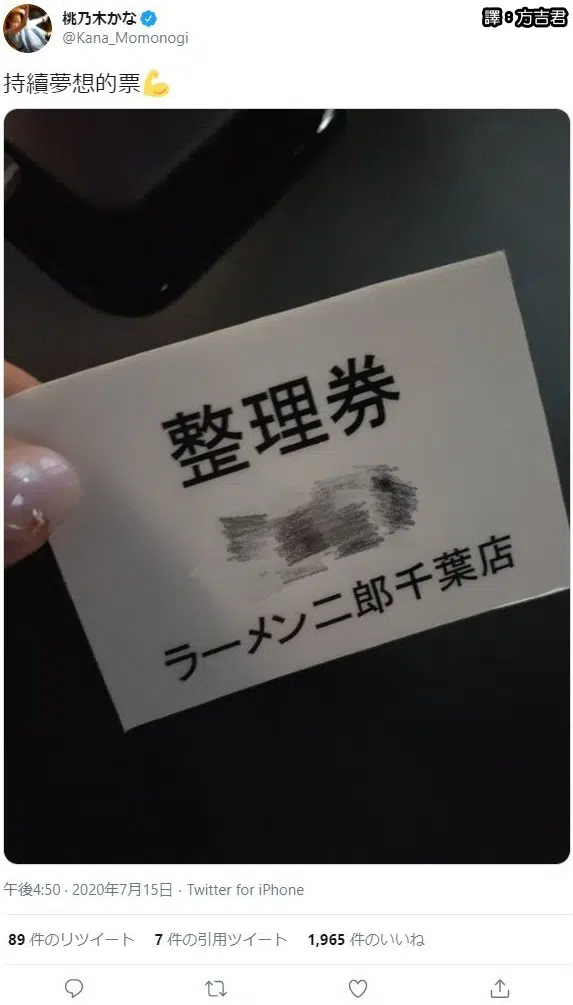 桃乃木かな
@Kana_Momonogi
譯8方吉君
持續夢想的票💪
整理券
ラーメン二郎千葉店
午後4:50 · 2020年7月15日 · Twitter for iPhone
89 件のリツイート 7 件の引用ツイート 1,965 件のいいね